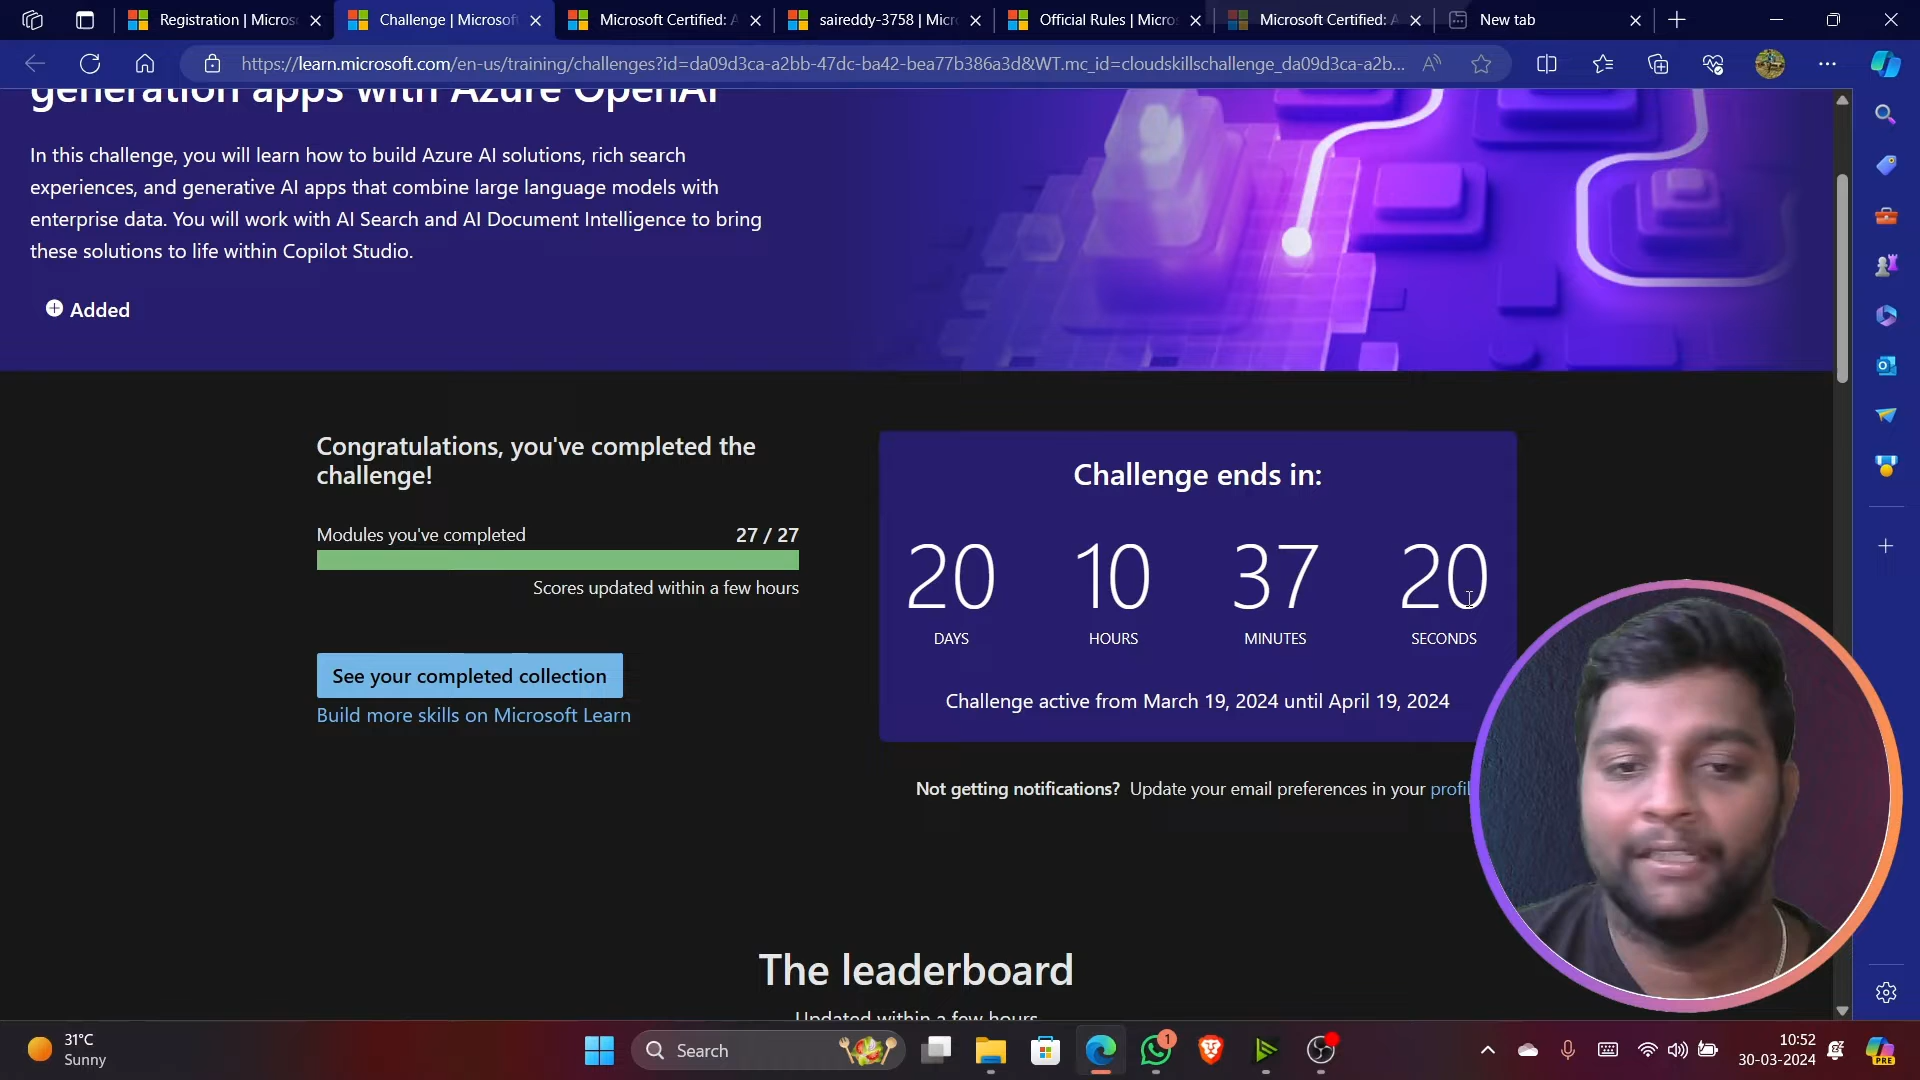 Registration | Micros
Challenge | Microsoft
Microsoft Certified: A
saireddy-3758 | Micr
Official Rules | Micro
Microsoft Certified: A
New tab
https://learn.microsoft.com/en-us/training/challenges?id=da09d3ca-a2bb-47dc-ba42-bea77b386a3d&WT.mc_id=cloudskillschallenge_da09d3ca-a2b...
generation apps with Azure OpenAI
In this challenge, you will learn how to build Azure AI solutions, rich search
experiences, and generative AI apps that combine large language models with
enterprise data. You will work with AI Search and AI Document Intelligence to bring
these solutions to life within Copilot Studio.
Added
Congratulations, you've completed the
challenge!
Modules you've completed 27 / 27
Scores updated within a few hours
See your completed collection
Build more skills on Microsoft Learn
Challenge ends in:
20 10 37 20
DAYS HOURS MINUTES SECONDS
Challenge active from March 19, 2024 until April 19, 2024
Not getting notifications? Update your email preferences in your profil
The leaderboard
Updated within a few hours
31°C
Sunny
Search
1
10:52
30-03-2024
PRE